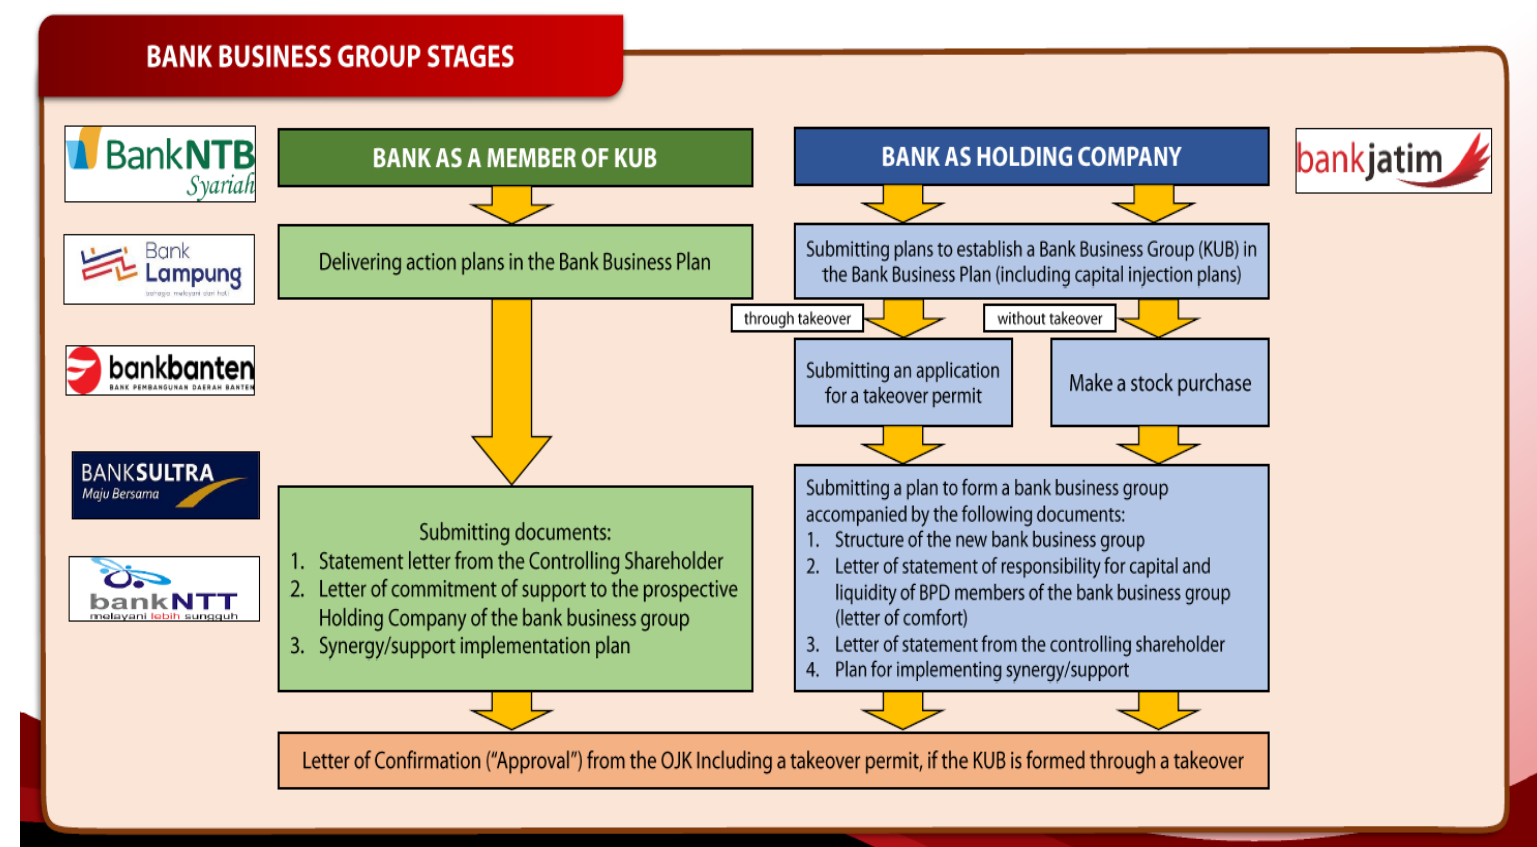 BANK BUSINESS GROUP STAGES
BankNTB
Syariah
Bank
Lampung
bankbanten
BANK PEMBANGUNAN DAERAH BANTEN
BANKSULTRA
Maju Bersama
bankNTT
melayani lebih sungguh
BANK AS A MEMBER OF KUB
Delivering action plans in the Bank Business Plan
Submitting documents:
1. Statement letter from the Controlling Shareholder
2. Letter of commitment of support to the prospective
Holding Company of the bank business group
3. Synergy/support implementation plan
BANK AS HOLDING COMPANY
Submitting plans to establish a Bank Business Group (KUB) in
the Bank Business Plan (including capital injection plans)
through takeover
without takeover
Submitting an application
for a takeover permit
Make a stock purchase
Submitting a plan to form a bank business group
accompanied by the following documents:
1. Structure of the new bank business group
2. Letter of statement of responsibility for capital and
liquidity of BPD members of the bank business group
(letter of comfort)
3. Letter of statement from the controlling shareholder
4. Plan for implementing synergy/support
bankjatim
Letter of Confirmation (“Approval”) from the OJK Including a takeover permit, if the KUB is formed through a takeover